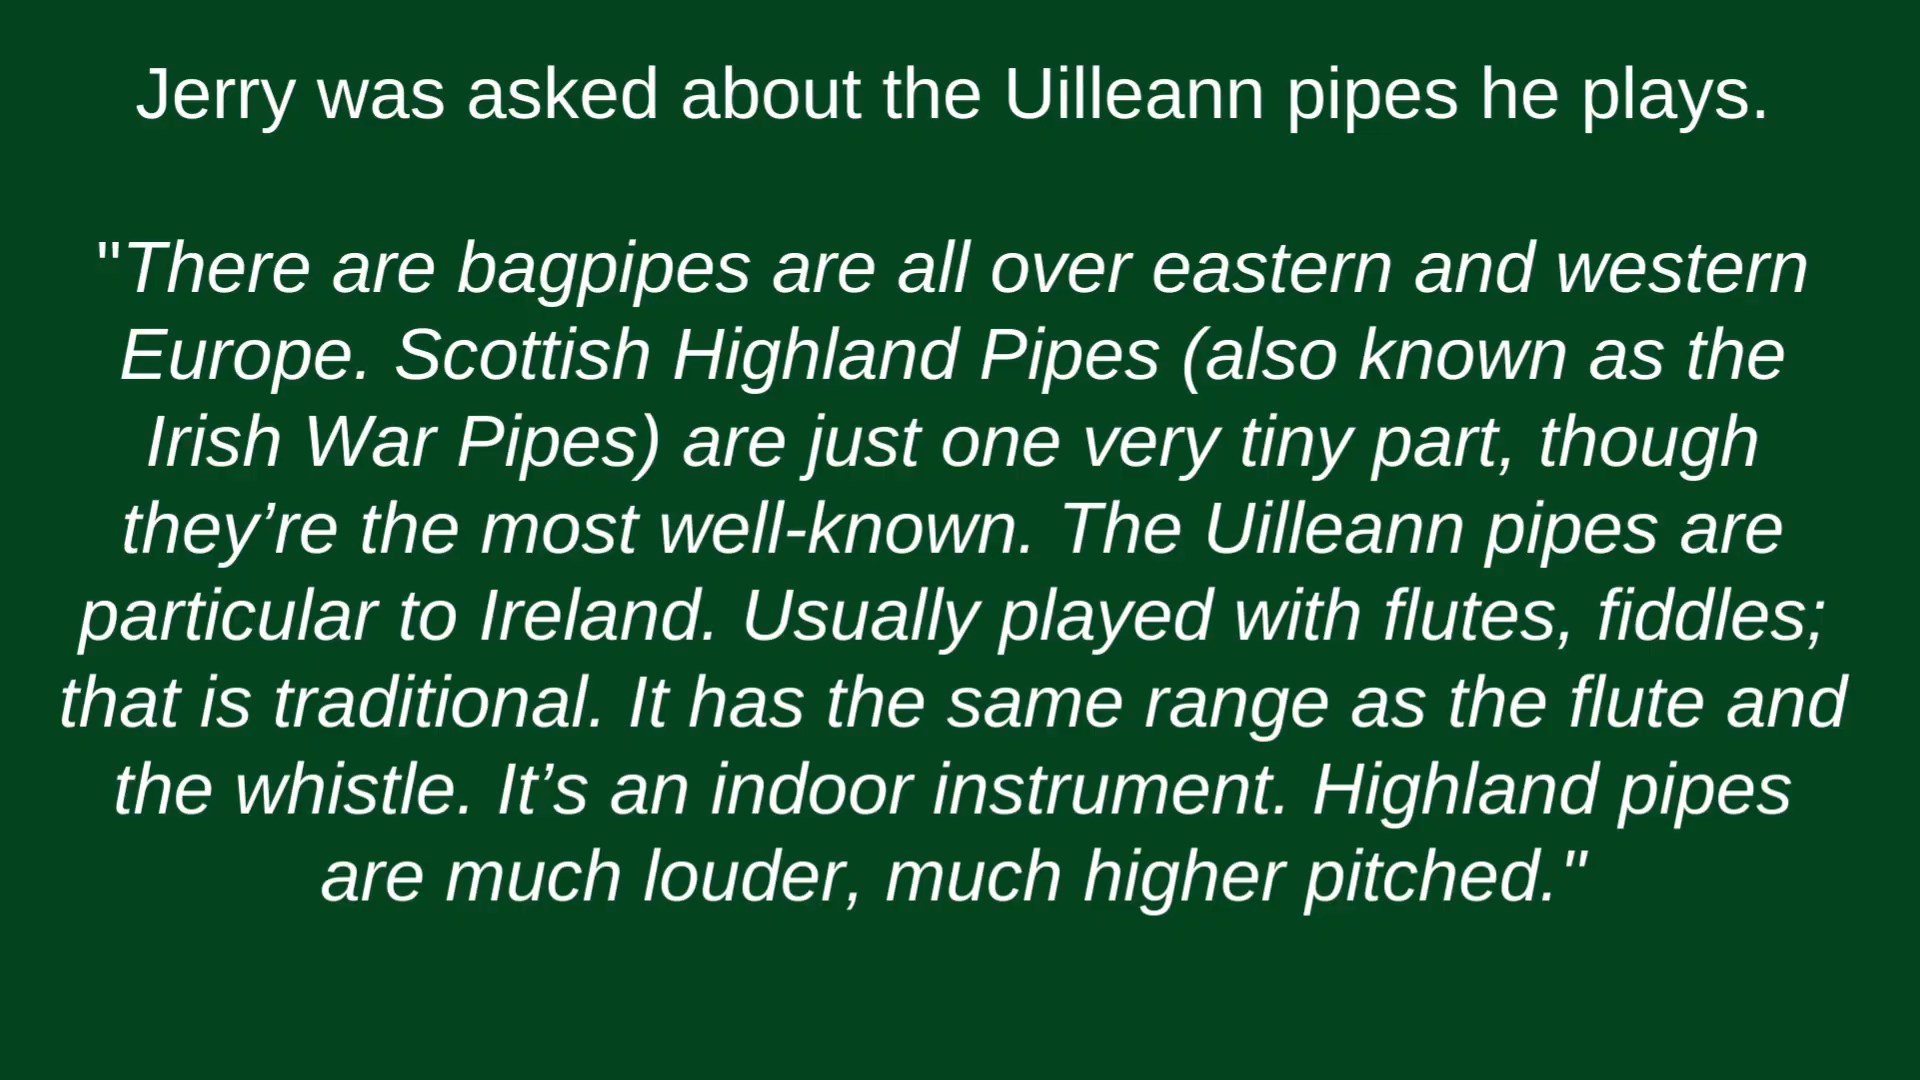 Jerry was asked about the Uilleann pipes he plays.
"There are bagpipes are all over eastern and western
Europe. Scottish Highland Pipes (also known as the
Irish War Pipes) are just one very tiny part, though
they’re the most well-known. The Uilleann pipes are
particular to Ireland. Usually played with flutes, fiddles;
that is traditional. It has the same range as the flute and
the whistle. It’s an indoor instrument. Highland pipes
are much louder, much higher pitched."